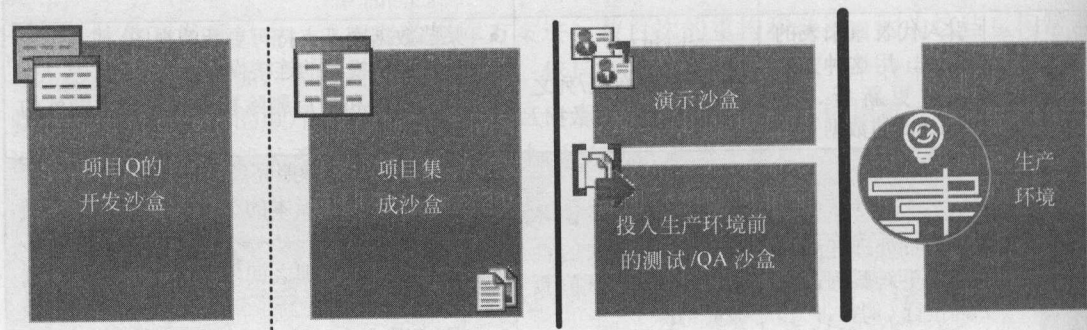 项目Q的
开发沙盒
项目集
成沙盒
演示沙盒
投入生产环境前
的测试/QA沙盒
生产
环境